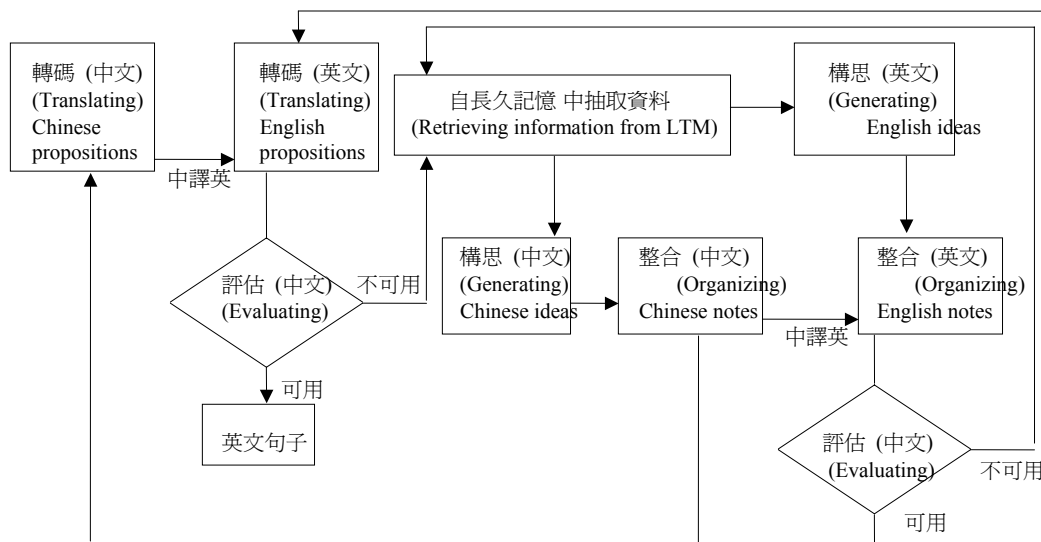 轉碼 (中文)
(Translating)
Chinese
propositions
中譯英
轉碼 (英文)
(Translating)
English
propositions
自長久記憶 中抽取資料
(Retrieving information from LTM)
構思 (英文)
(Generating)
English ideas
評估 (中文)
(Evaluating)
不可用
可用
英文句子
構思 (中文)
(Generating)
Chinese ideas
整合 (中文)
(Organizing)
Chinese notes
中譯英
整合 (英文)
(Organizing)
English notes
評估 (中文)
(Evaluating)
不可用
可用